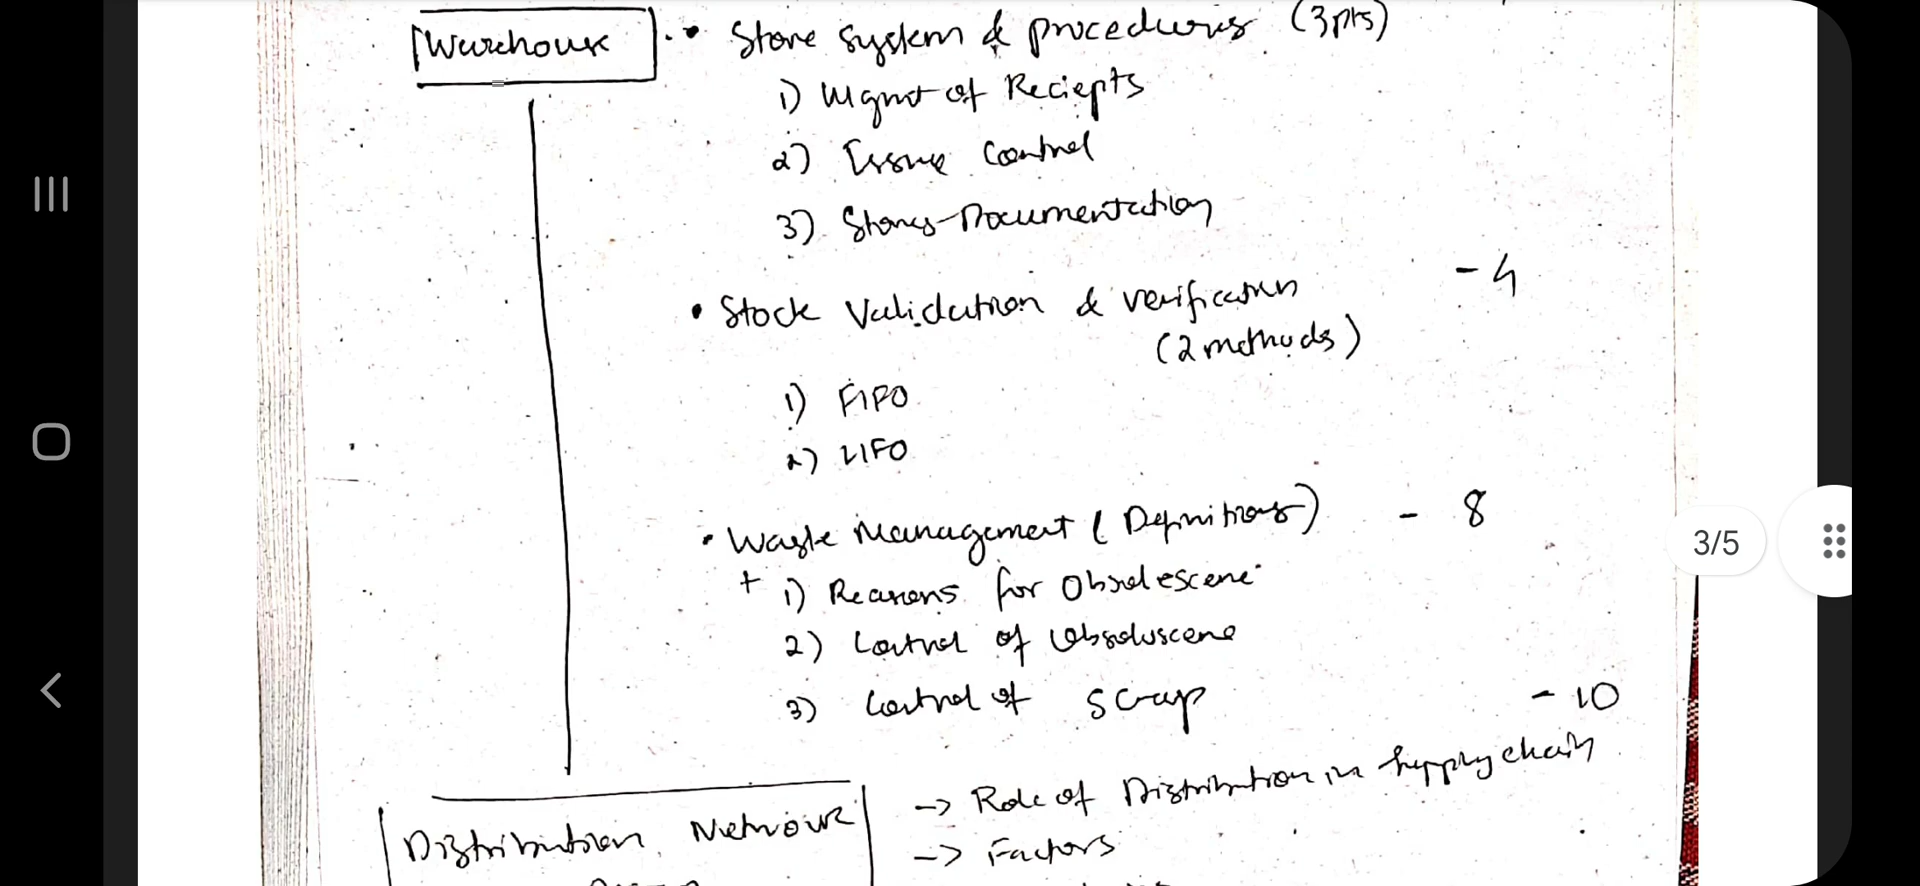 Warehouse
• Store system & procedures (3pts)
1) Mgmt of Reciepts
2) Issue Control
3) Stores-Documentation
- 4
• Stock Validation & verification
(2 methods)
1) FIFO
2) LIFO
• Waste Management (Definitions) - 8
+ 1) Reasons for Obsolescene
2) Control of Obsoluscene
3) Control of scrap
- 10
3/5
Distribution Network
-> Role of Distribution in supply chain
-> Factors